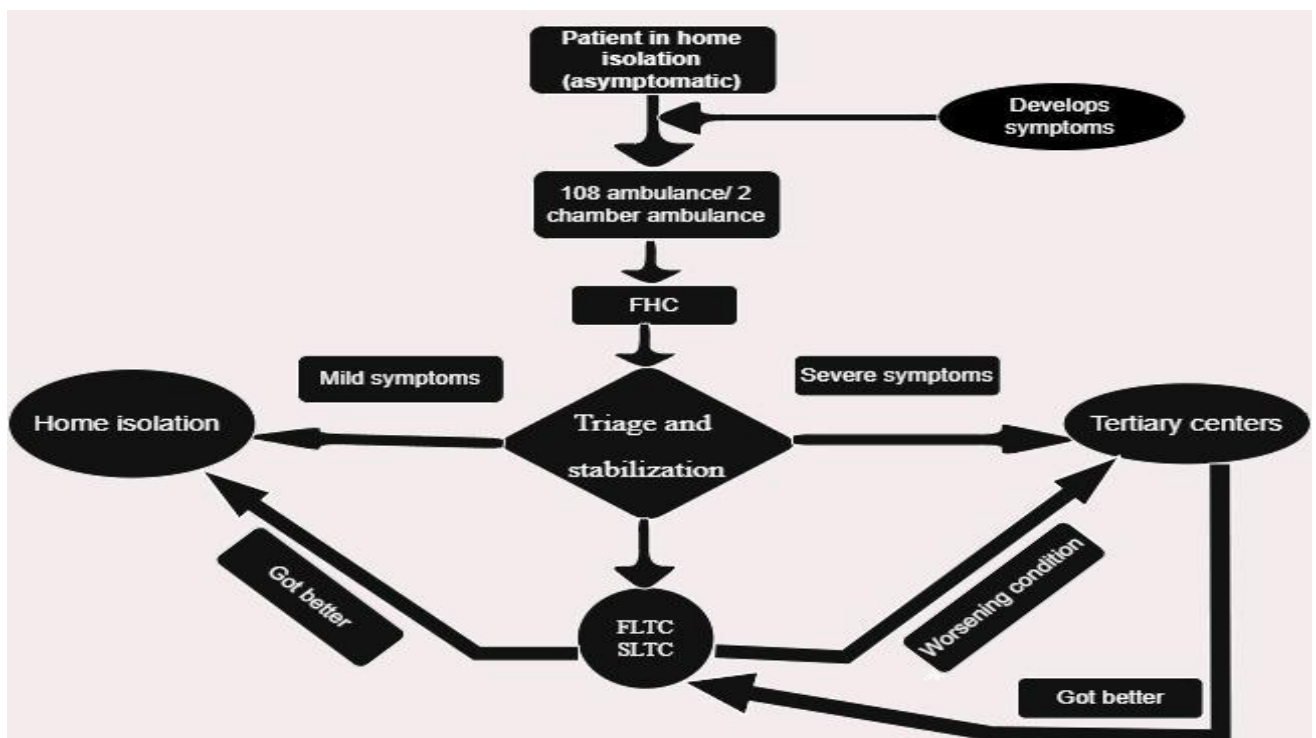 Patient in home
isolation
(asymptomatic)
Develops
symptoms
108 ambulance/ 2
chamber ambulance
FHC
Mild symptoms
Severe symptoms
Home isolation
Triage and
stabilization
Tertiary centers
Got better
FLTC
SLTC
Worsening condition
Got better